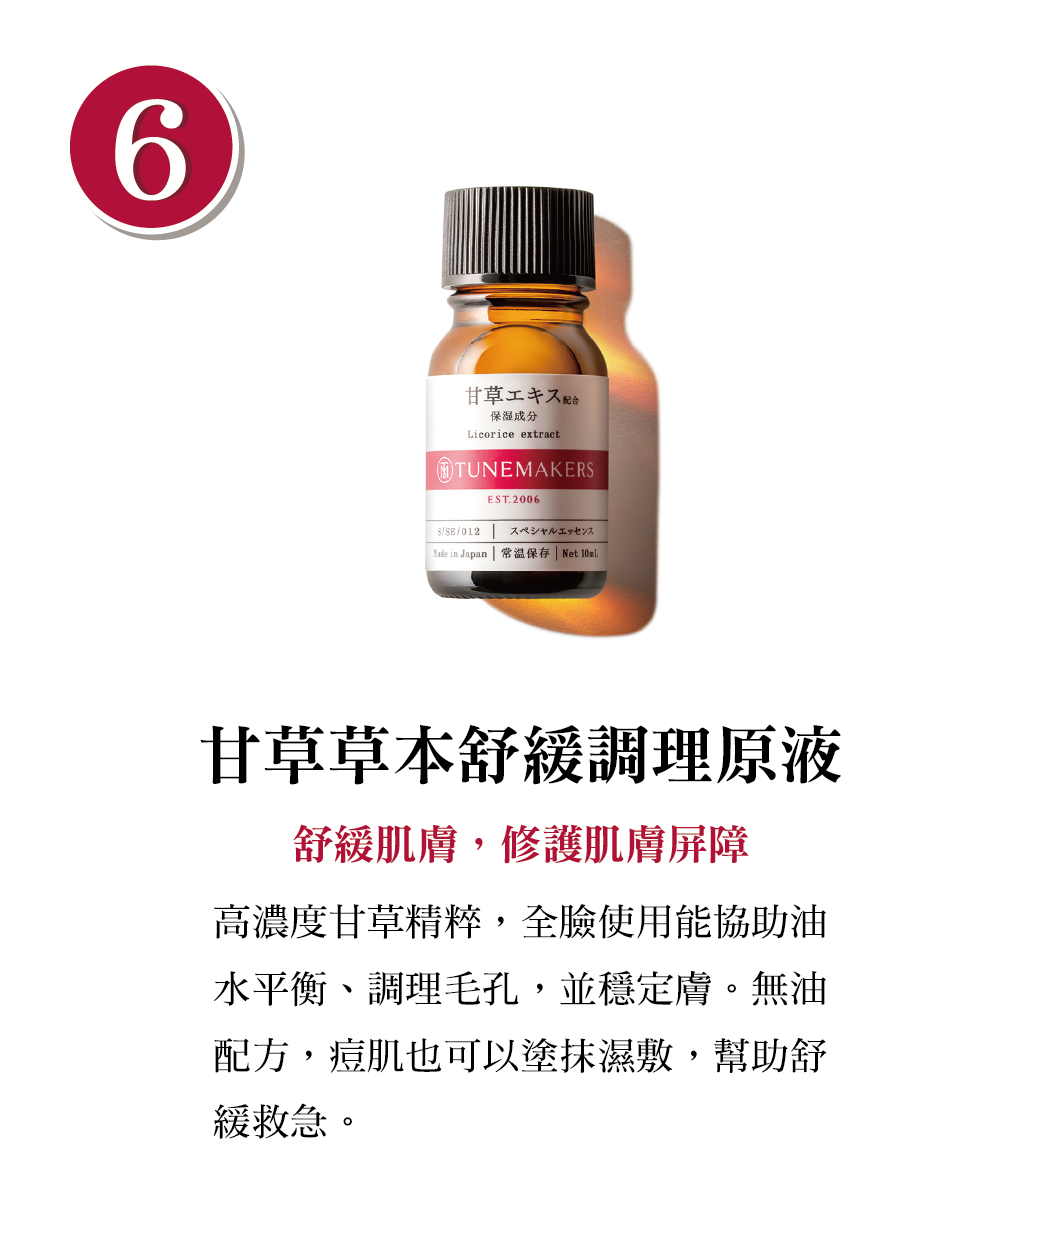 6
甘草エキス配合
保湿成分
Licorice extract
TUNEMAKERS
EST.2006
S/SE/012 | スペシャルエッセンス
Made in Japan | 常温保存 | Net 10mL
甘草草本舒緩調理原液
舒緩肌膚，修護肌膚屏障
高濃度甘草精粹，全臉使用能協助油
水平衡、調理毛孔，並穩定膚。無油
配方，痘肌也可以塗抹濕敷，幫助舒
緩救急。